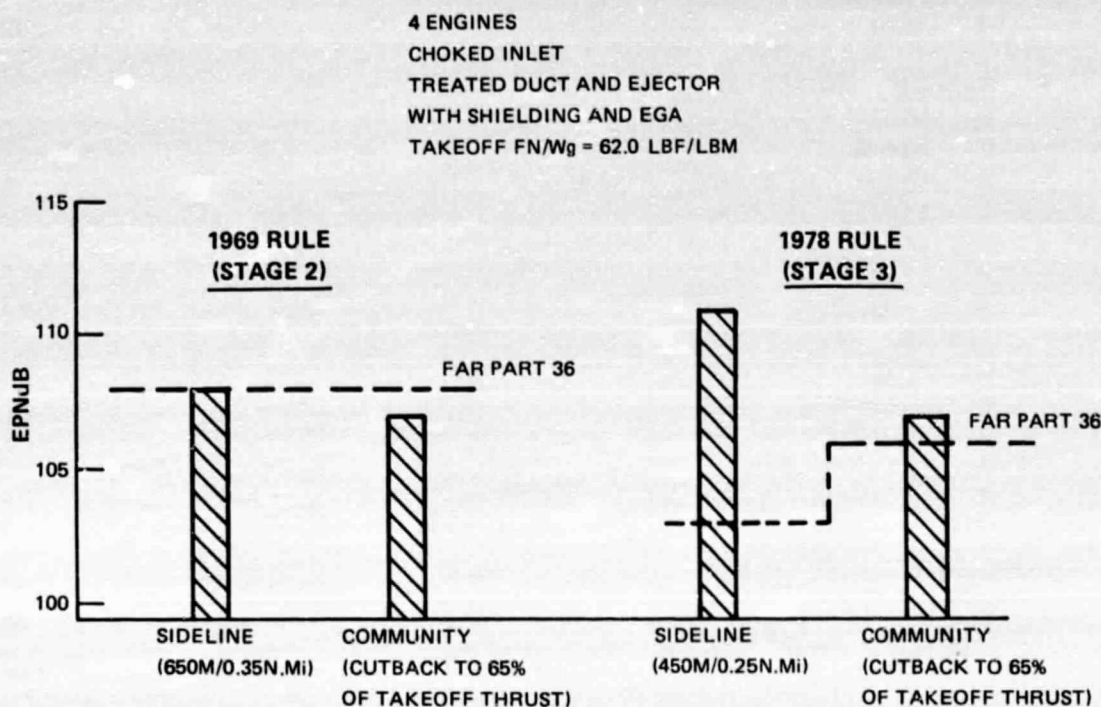 4 ENGINES
CHOKED INLET
TREATED DUCT AND EJECTOR
WITH SHIELDING AND EGA
TAKEOFF FN/Wg = 62.0 LBF/LBM
115
110
105
100
EPNdB
1969 RULE
(STAGE 2)
FAR PART 36
1978 RULE
(STAGE 3)
FAR PART 36
SIDELINE
(650M/0.35N.Mi)
COMMUNITY
(CUTBACK TO 65%
OF TAKEOFF THRUST)
SIDELINE
(450M/0.25N.Mi)
COMMUNITY
(CUTBACK TO 65%
OF TAKEOFF THRUST)